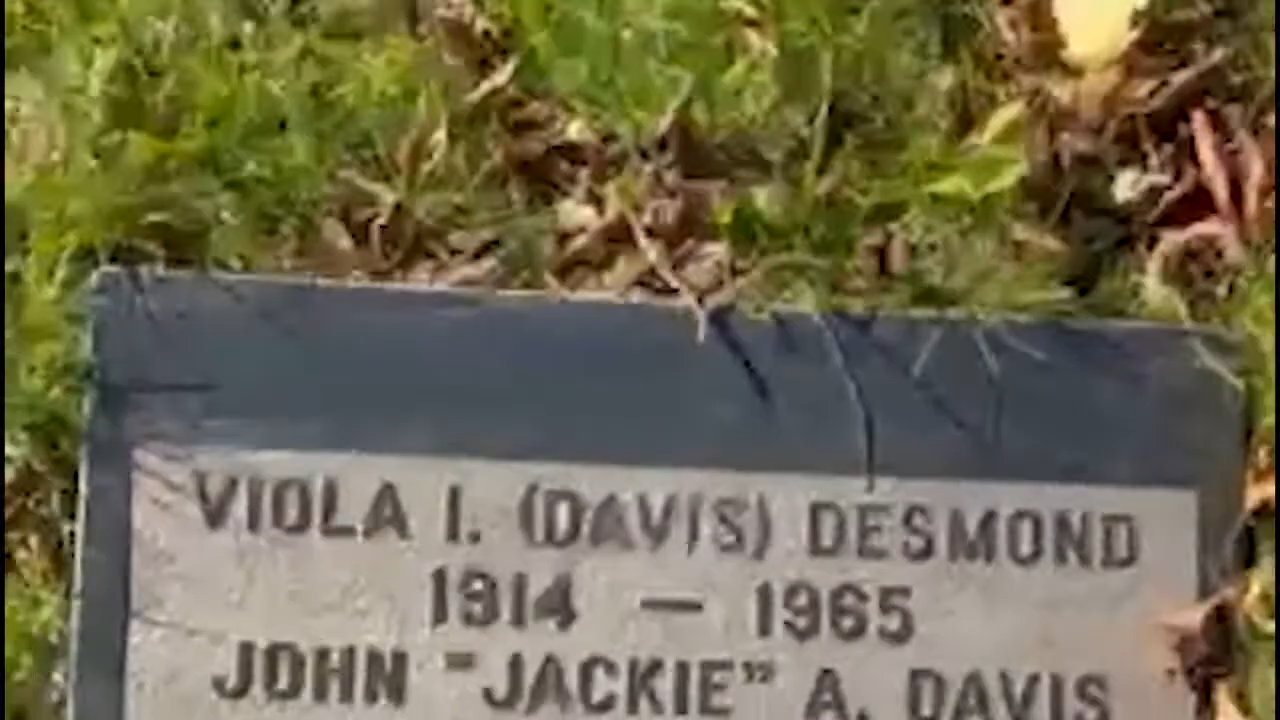 VIOLA I. (DAVIS) DESMOND
1914 — 1965
JOHN "JACKIE" A. DAVIS